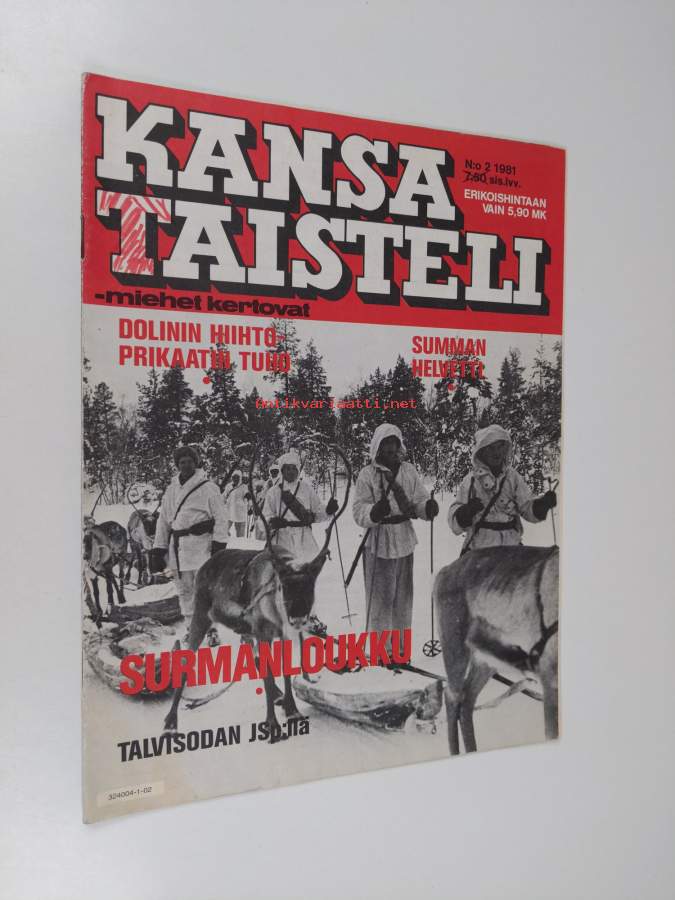 KANSA
TAISTELI
N:o 2 1981
7,50 sis.lvv.
ERIKOISHINTAAN
VAIN 5,90 MK
-miehet kertovat
DOLININ HIIHTO-
PRIKAATIN TUHO
SUMMAN
HELVETTI
antikvariaatti.net
SURMANLOUKKU
TALVISODAN JSp:llä
324004-1-02